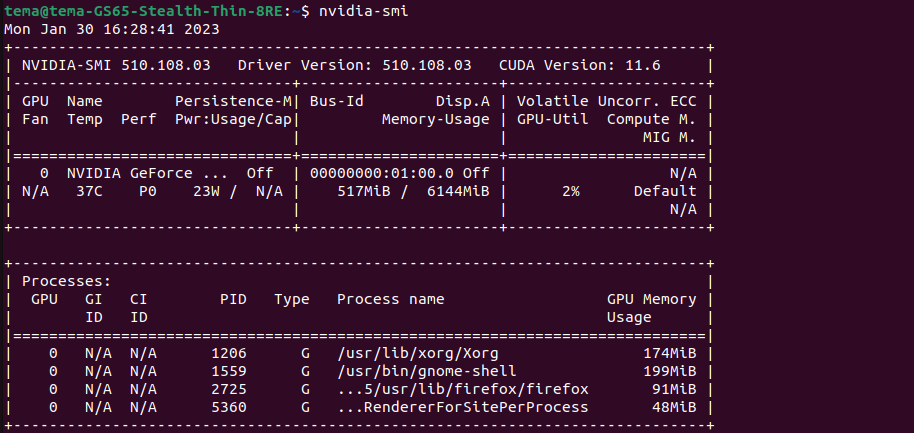 tema@tema-GS65-Stealth-Thin-8RE:~$ nvidia-smi
Mon Jan 30 16:28:41 2023
+-----------------------------------------------------------------------------+
| NVIDIA-SMI 510.108.03   Driver Version: 510.108.03   CUDA Version: 11.6     |
|-------------------------------+----------------------+----------------------+
| GPU  Name        Persistence-M| Bus-Id        Disp.A | Volatile Uncorr. ECC |
| Fan  Temp  Perf  Pwr:Usage/Cap|         Memory-Usage | GPU-Util  Compute M. |
|                               |                      |               MIG M. |
|===============================+======================+======================|
|   0  NVIDIA GeForce ...  Off  | 00000000:01:00.0 Off |                  N/A |
| N/A   37C    P0    23W /  N/A |    517MiB /  6144MiB |      2%      Default |
|                               |                      |                  N/A |
+-------------------------------+----------------------+----------------------+

+-----------------------------------------------------------------------------+
| Processes:                                                                  |
|  GPU   GI   CI        PID   Type   Process name                  GPU Memory |
|        ID   ID                                                   Usage      |
|=============================================================================|
|    0   N/A  N/A      1206      G   /usr/lib/xorg/Xorg                174MiB |
|    0   N/A  N/A      1559      G   /usr/bin/gnome-shell              199MiB |
|    0   N/A  N/A      2725      G   ...5/usr/lib/firefox/firefox       91MiB |
|    0   N/A  N/A      5360      G   ...RendererForSitePerProcess       48MiB |
+-----------------------------------------------------------------------------+